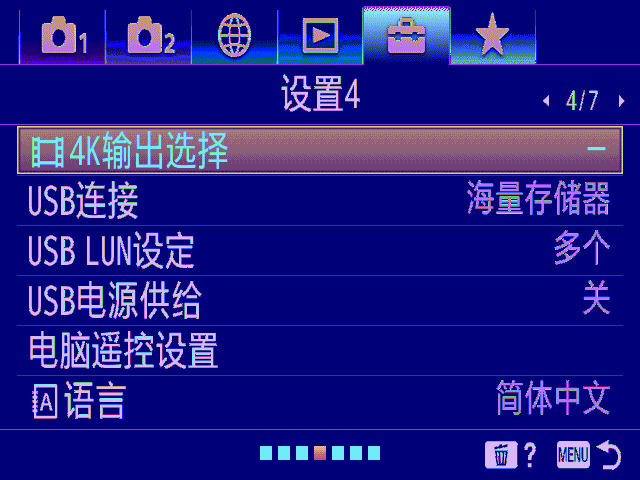 1 2
设置4
4/7
4K输出选择 –
USB连接 海量存储器
USB LUN设定 多个
USB电源供给 关
电脑遥控设置
A 语言 简体中文
? MENU